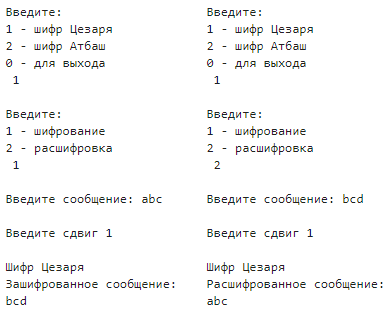 Введите:
1 - шифр Цезаря
2 - шифр Атбаш
0 - для выхода
1
Введите:
1 - шифрование
2 - расшифровка
1
Введите сообщение: abc
Введите сдвиг 1
Шифр Цезаря
Зашифрованное сообщение:
bcd
Введите:
1 - шифр Цезаря
2 - шифр Атбаш
0 - для выхода
1
Введите:
1 - шифрование
2 - расшифровка
2
Введите сообщение: bcd
Введите сдвиг 1
Шифр Цезаря
Расшифрованное сообщение:
abc